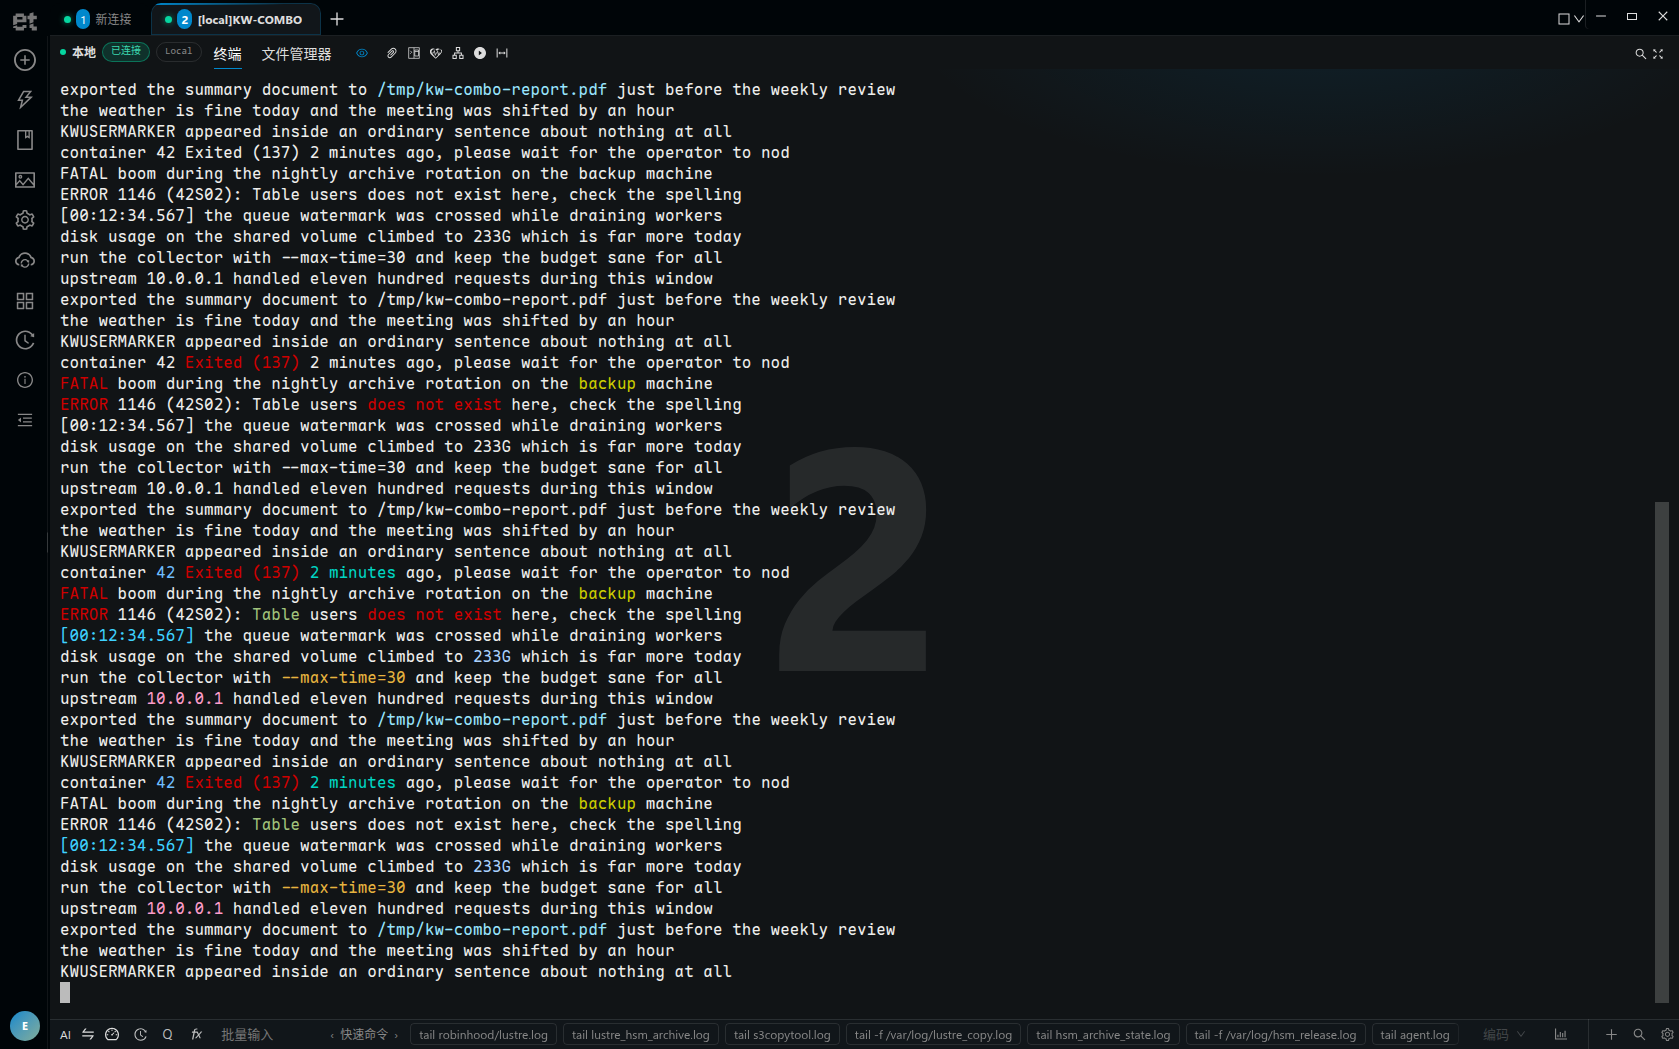 et
1 新连接
2 [local]KW-COMBO
本地 已连接 Local 终端 文件管理器
exported the summary document to /tmp/kw-combo-report.pdf just before the weekly review
the weather is fine today and the meeting was shifted by an hour
KWUSERMARKER appeared inside an ordinary sentence about nothing at all
container 42 Exited (137) 2 minutes ago, please wait for the operator to nod
FATAL boom during the nightly archive rotation on the backup machine
ERROR 1146 (42S02): Table users does not exist here, check the spelling
[00:12:34.567] the queue watermark was crossed while draining workers
disk usage on the shared volume climbed to 233G which is far more today
run the collector with --max-time=30 and keep the budget sane for all
upstream 10.0.0.1 handled eleven hundred requests during this window
exported the summary document to /tmp/kw-combo-report.pdf just before the weekly review
the weather is fine today and the meeting was shifted by an hour
KWUSERMARKER appeared inside an ordinary sentence about nothing at all
container 42 Exited (137) 2 minutes ago, please wait for the operator to nod
FATAL boom during the nightly archive rotation on the backup machine
ERROR 1146 (42S02): Table users does not exist here, check the spelling
[00:12:34.567] the queue watermark was crossed while draining workers
disk usage on the shared volume climbed to 233G which is far more today
run the collector with --max-time=30 and keep the budget sane for all
upstream 10.0.0.1 handled eleven hundred requests during this window
exported the summary document to /tmp/kw-combo-report.pdf just before the weekly review
the weather is fine today and the meeting was shifted by an hour
KWUSERMARKER appeared inside an ordinary sentence about nothing at all
container 42 Exited (137) 2 minutes ago, please wait for the operator to nod
FATAL boom during the nightly archive rotation on the backup machine
ERROR 1146 (42S02): Table users does not exist here, check the spelling
[00:12:34.567] the queue watermark was crossed while draining workers
disk usage on the shared volume climbed to 233G which is far more today
run the collector with --max-time=30 and keep the budget sane for all
upstream 10.0.0.1 handled eleven hundred requests during this window
exported the summary document to /tmp/kw-combo-report.pdf just before the weekly review
the weather is fine today and the meeting was shifted by an hour
KWUSERMARKER appeared inside an ordinary sentence about nothing at all
container 42 Exited (137) 2 minutes ago, please wait for the operator to nod
FATAL boom during the nightly archive rotation on the backup machine
ERROR 1146 (42S02): Table users does not exist here, check the spelling
[00:12:34.567] the queue watermark was crossed while draining workers
disk usage on the shared volume climbed to 233G which is far more today
run the collector with --max-time=30 and keep the budget sane for all
upstream 10.0.0.1 handled eleven hundred requests during this window
exported the summary document to /tmp/kw-combo-report.pdf just before the weekly review
the weather is fine today and the meeting was shifted by an hour
KWUSERMARKER appeared inside an ordinary sentence about nothing at all
2
E
AI Q fx 批量输入 ‹ 快速命令 › tail robinhood/lustre.log tail lustre_hsm_archive.log tail s3copytool.log tail -f /var/log/lustre_copy.log tail hsm_archive_state.log tail -f /var/log/hsm_release.log tail agent.log 编码